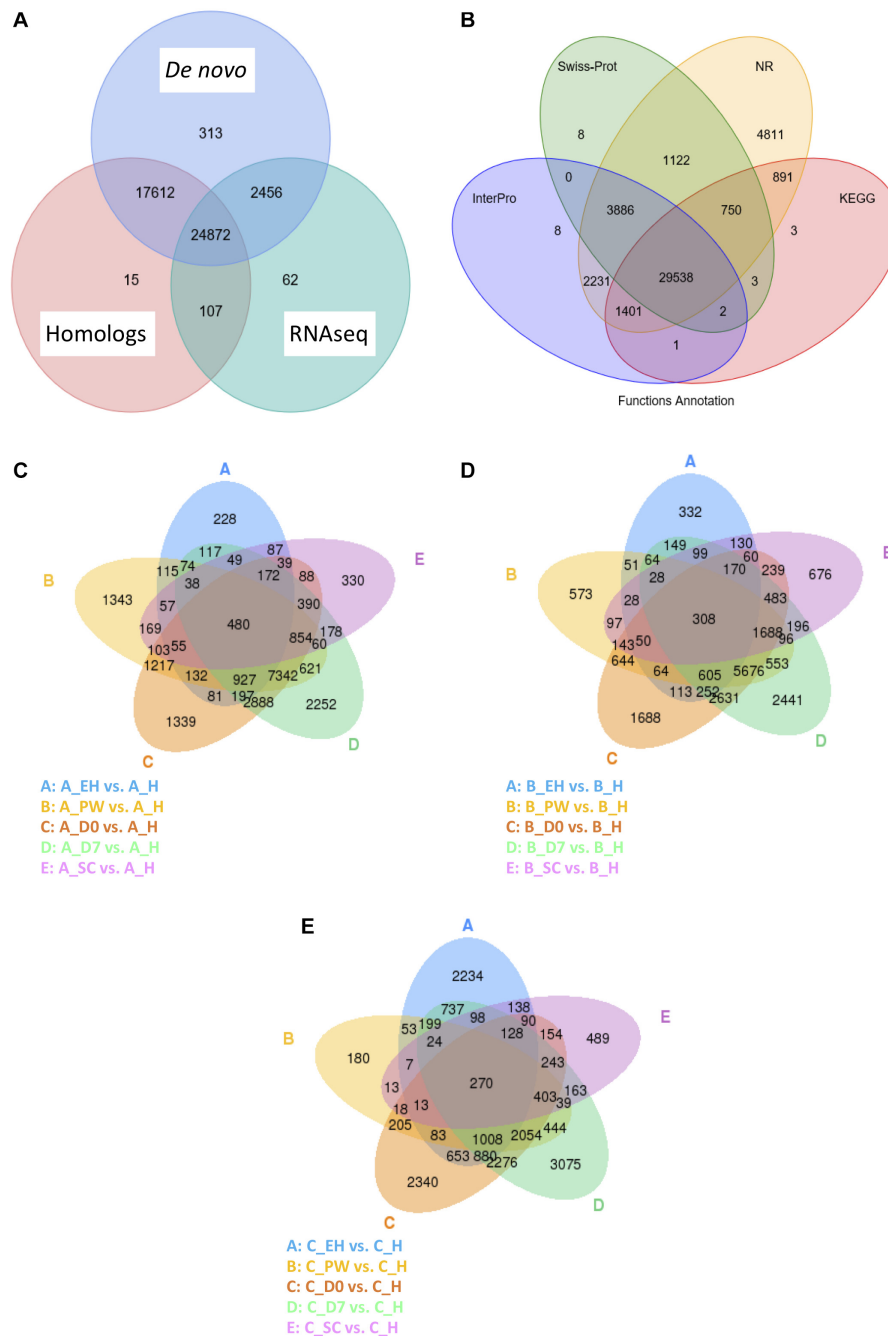 A
De novo
313
17612
2456
24872
15
62
107
Homologs
RNAseq
B
Swiss-Prot
NR
8
4811
1122
0
891
InterPro
KEGG
3886
750
8
3
29538
2231
3
1401
2
1
Functions Annotation
C
A
228
E
117
87
49
39
115
74
172
88
330
B
38
1343
57
390
480
169
178
854
60
103
55
1217
621
132
927
7342
81
197
2888
2252
1339
D
C
A: A_EH vs. A_H
B: A_PW vs. A_H
C: A_D0 vs. A_H
D: A_D7 vs. A_H
E: A_SC vs. A_H
D
A
332
E
149
130
99
60
51
64
170
239
676
B
28
573
28
483
308
97
196
1688
96
143
50
644
553
64
605
5676
113
252
2631
2441
1688
D
C
A: B_EH vs. B_H
B: B_PW vs. B_H
C: B_D0 vs. B_H
D: B_D7 vs. B_H
E: B_SC vs. B_H
E
A
2234
E
737
138
98
90
53
199
128
154
489
B
24
180
7
243
270
13
163
403
39
18
13
205
444
83
1008
2054
653
880
2276
3075
2340
D
C
A: C_EH vs. C_H
B: C_PW vs. C_H
C: C_D0 vs. C_H
D: C_D7 vs. C_H
E: C_SC vs. C_H